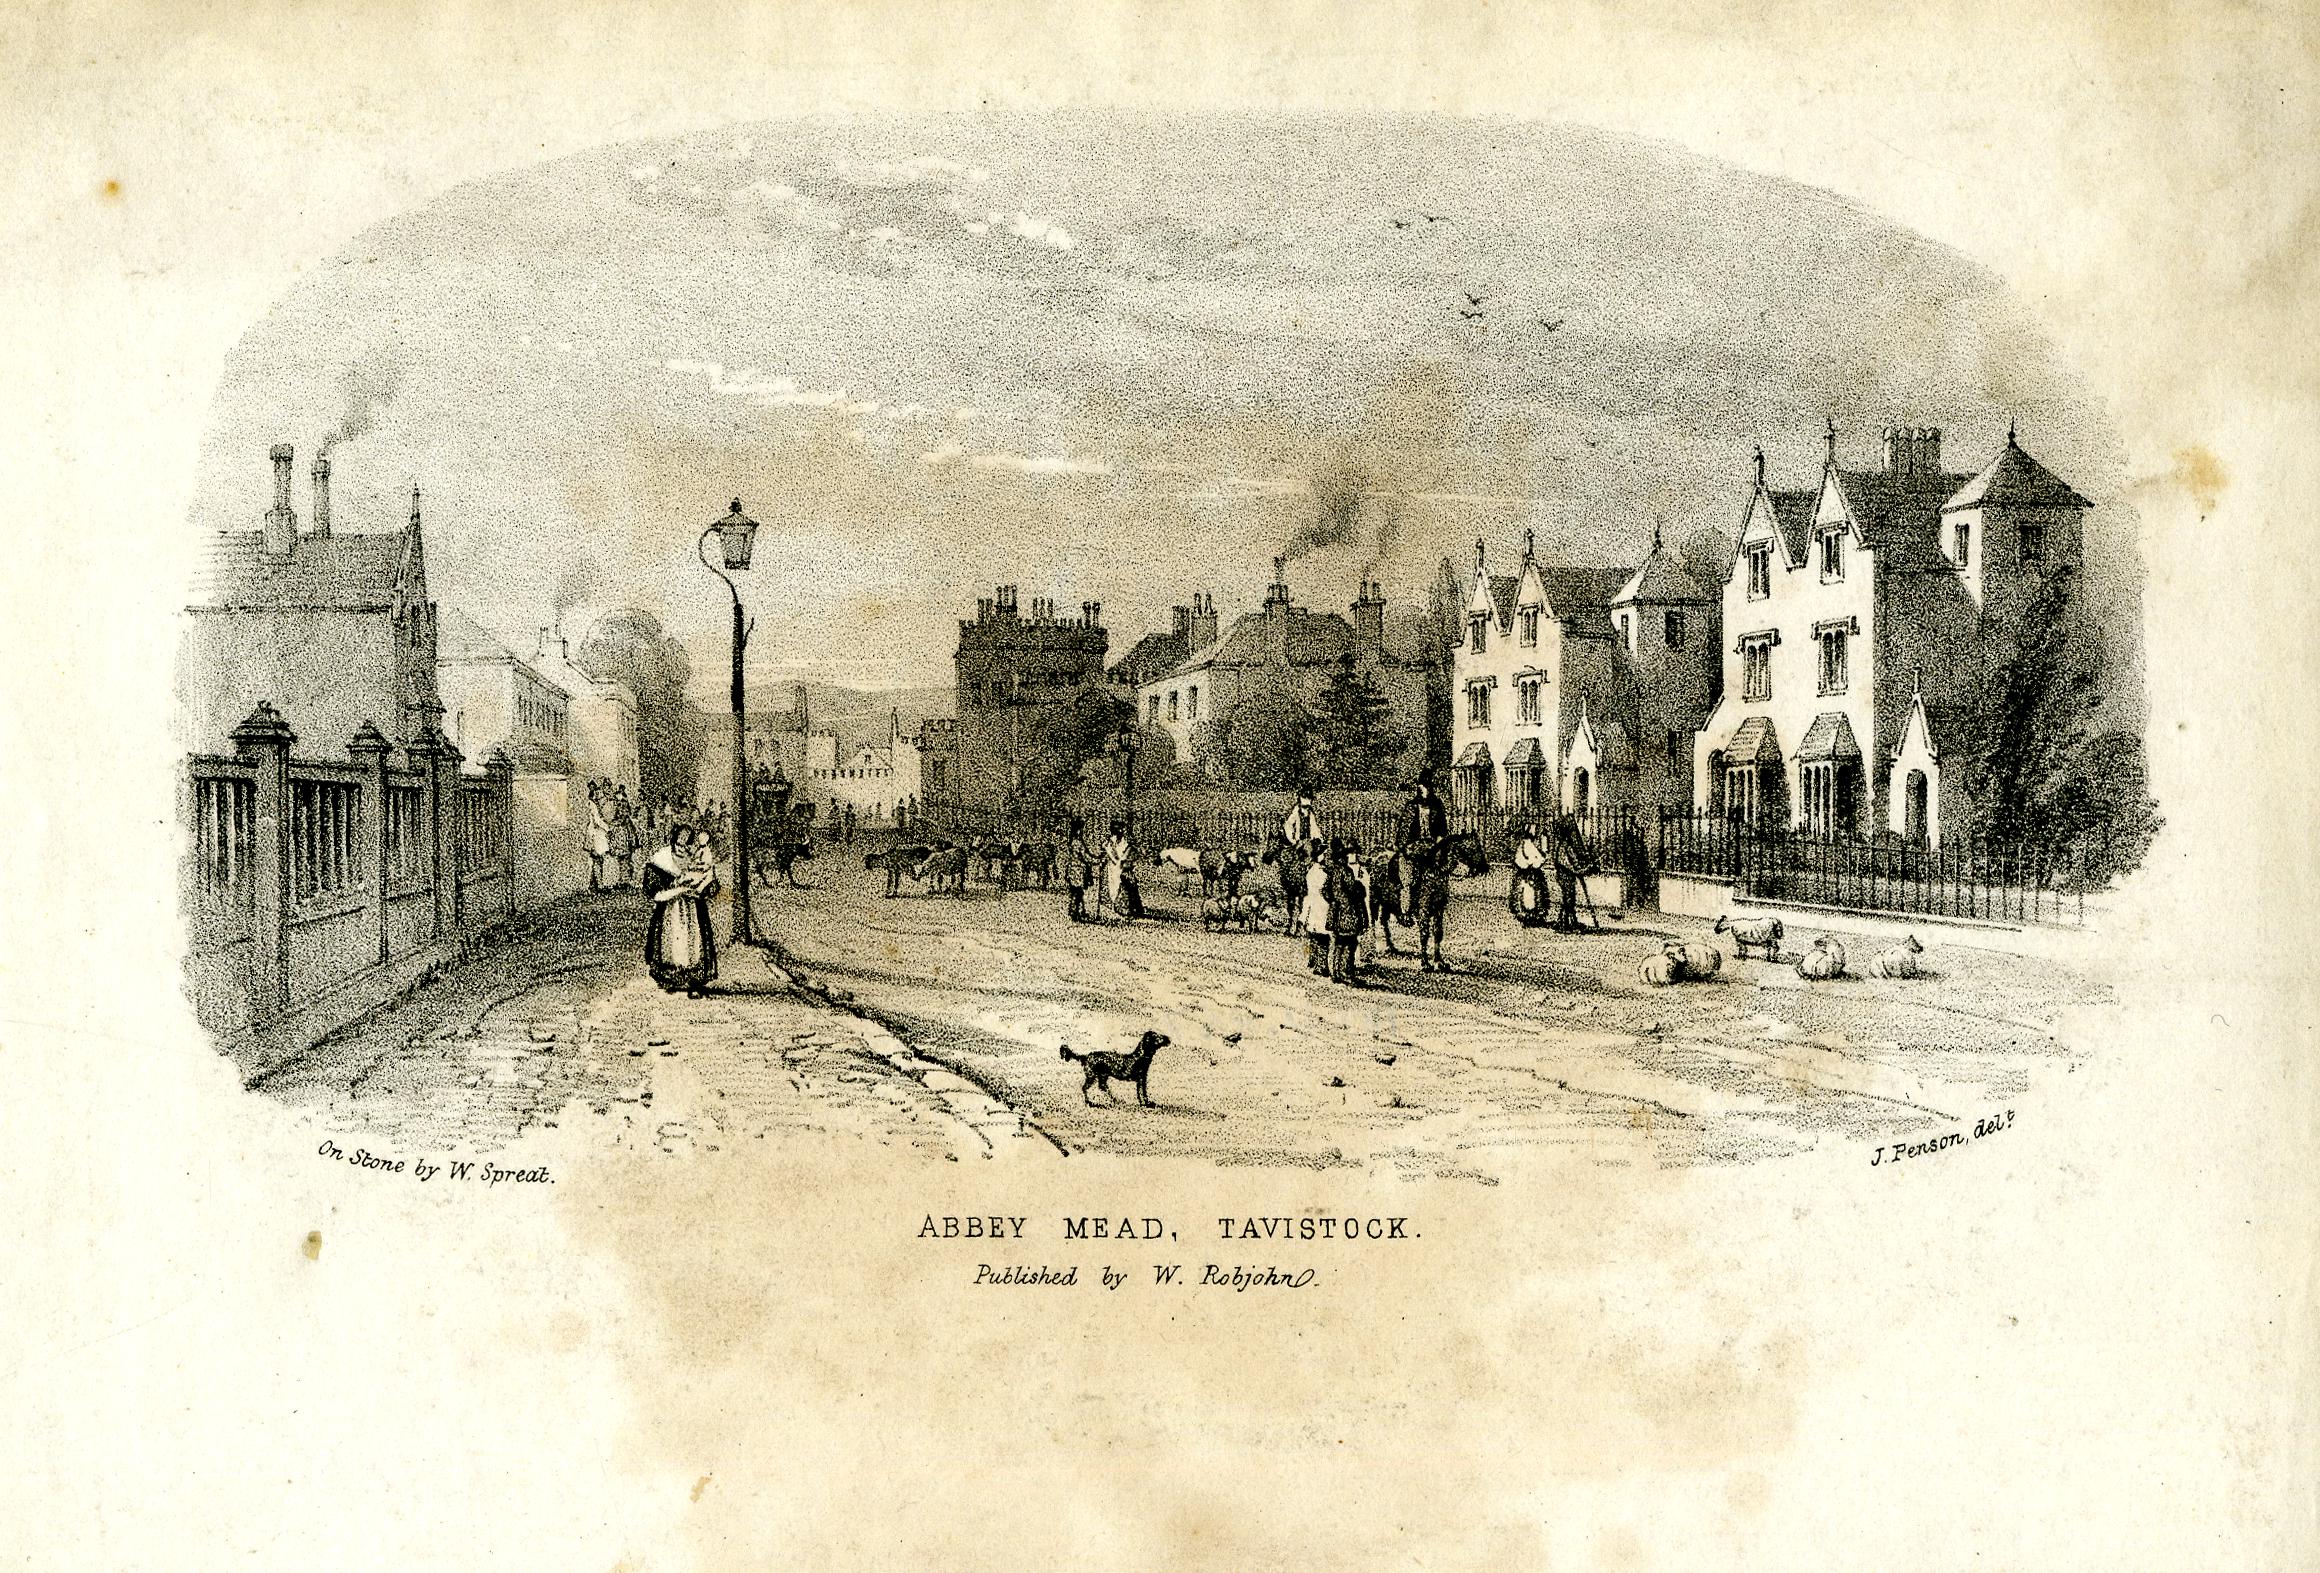 On Stone by W. Spreat.
J. Penson, delt.
ABBEY MEAD, TAVISTOCK.
Published by W. Robjohn.